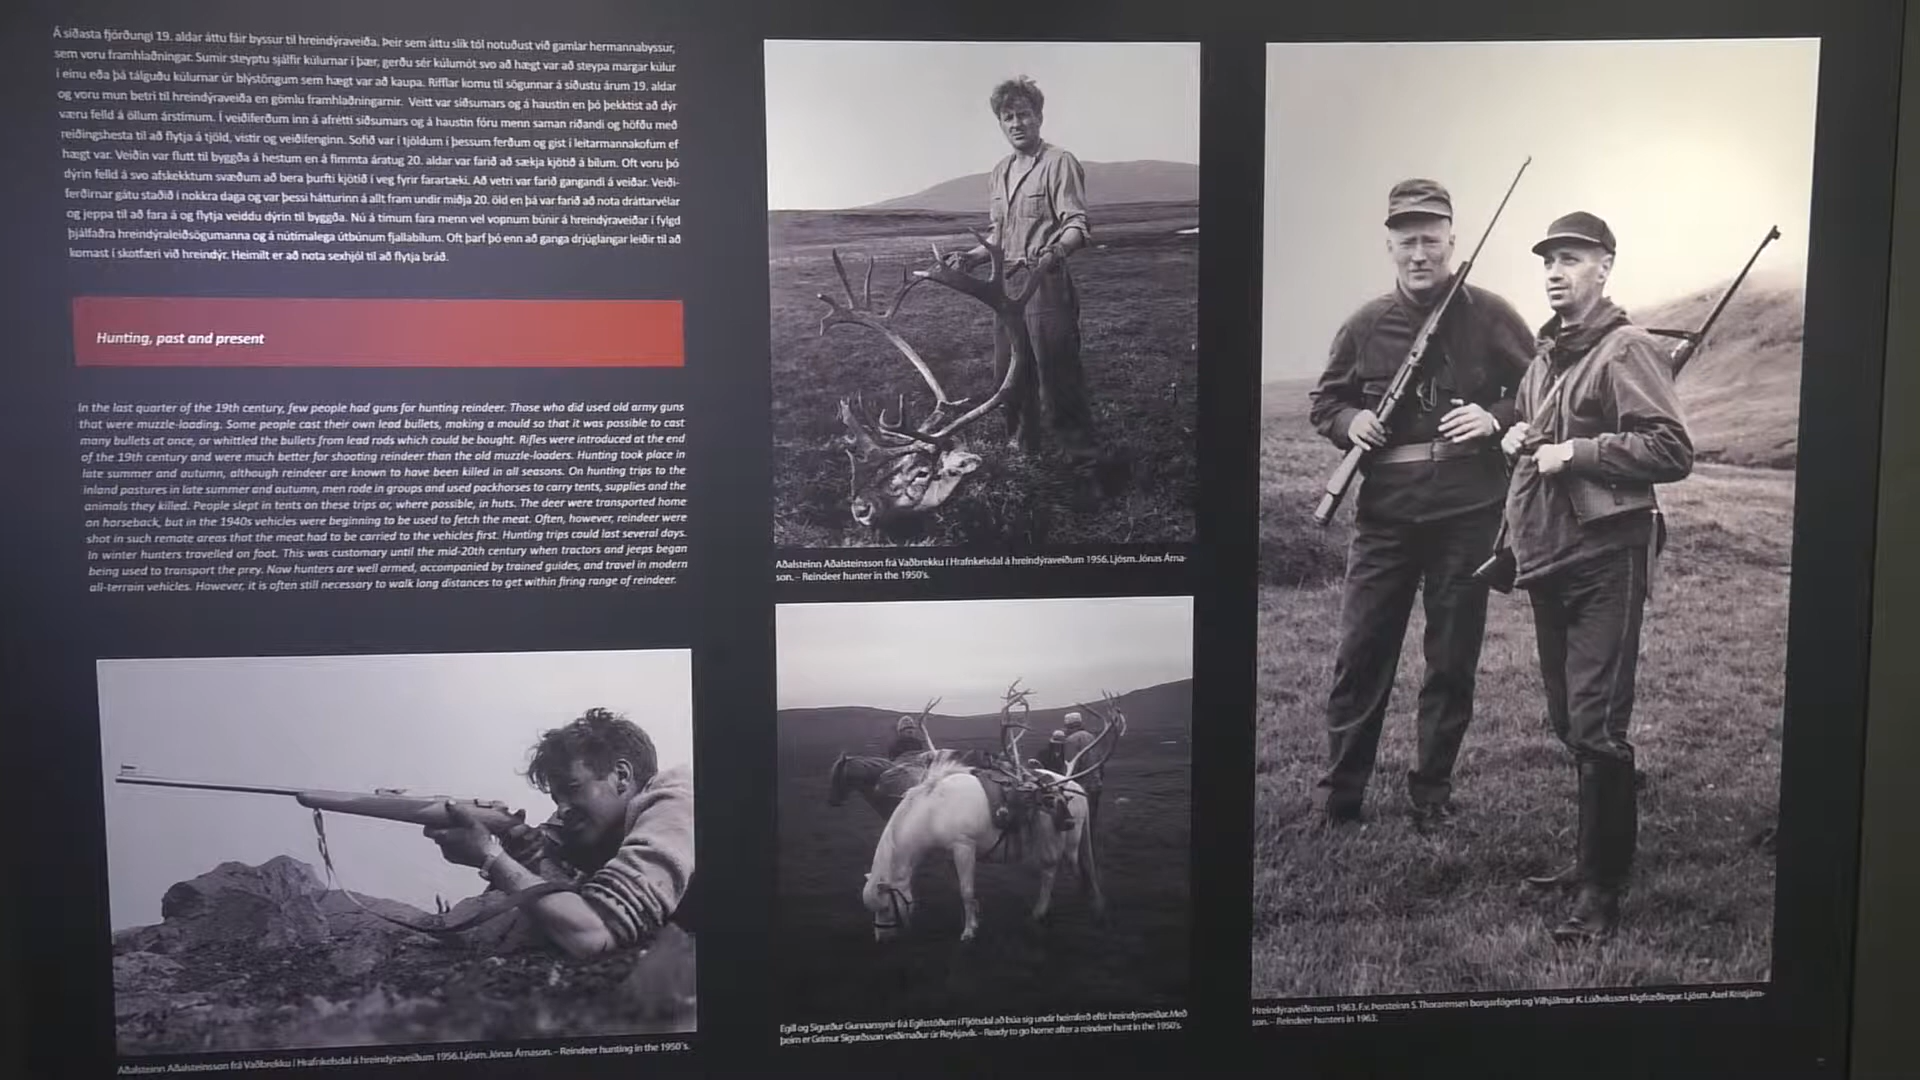 Á síðasta fjórðungi 19. aldar áttu fáir byssur til hreindýraveiða. Þeir sem áttu slík tól notuðust við gamlar hermannabyssur,
sem voru framhlaðningar. Sumir steyptu sjálfir kúlurnar í þær, gerðu sér kúlumót svo að hægt var að steypa margar kúlur
í einu eða þá tálguðu kúlurnar úr blýstöngum sem hægt var að kaupa. Rifflar komu til sögunnar á síðustu árum 19. aldar
og voru mun betri til hreindýraveiða en gömlu framhlaðningarnir. Veitt var síðsumars og á haustin en þó þekktist að dýr
væru felld á öllum árstímum. Í veiðiferðum inn á afrétti síðsumars og á haustin fóru menn saman ríðandi og höfðu með
reiðingshesta til að flytja á tjöld, vistir og veiðifenginn. Sofið var í tjöldum í þessum ferðum og gist í leitarmannakofum ef
hægt var. Veiðin var flutt til byggða á hestum en á fimmta áratug 20. aldar var farið að sækja kjötið á bílum. Oft voru þó
dýrin felld á svo afskekktum svæðum að bera þurfti kjötið í veg fyrir farartæki. Að vetri var farið gangandi á veiðar. Veiði-
ferðirnar gátu staðið í nokkra daga og var þessi hátturinn á allt fram undir miðja 20. öld en þá var farið að nota dráttarvélar
og jeppa til að fara á og flytja veiddu dýrin til byggða. Nú á tímum fara menn vel vopnum búnir á hreindýraveiðar í fylgd
þjálfaðra hreindýraleiðsögumanna og á nútímalega útbúnum fjallabílum. Oft þarf þó enn að ganga drjúglangar leiðir til að
komast í skotfæri við hreindýr. Heimilt er að nota sexhjól til að flytja bráð.
Hunting, past and present
In the last quarter of the 19th century, few people had guns for hunting reindeer. Those who did used old army guns
that were muzzle-loading. Some people cast their own lead bullets, making a mould so that it was possible to cast
many bullets at once, or whittled the bullets from lead rods which could be bought. Rifles were introduced at the end
of the 19th century and were much better for shooting reindeer than the old muzzle-loaders. Hunting took place in
late summer and autumn, although reindeer are known to have been killed in all seasons. On hunting trips to the
inland pastures in late summer and autumn, men rode in groups and used packhorses to carry tents, supplies and the
animals they killed. People slept in tents on these trips or, where possible, in huts. The deer were transported home
on horseback, but in the 1940s vehicles were beginning to be used to fetch the meat. Often, however, reindeer were
shot in such remote areas that the meat had to be carried to the vehicles first. Hunting trips could last several days.
In winter hunters travelled on foot. This was customary until the mid-20th century when tractors and jeeps began
being used to transport the prey. Now hunters are well armed, accompanied by trained guides, and travel in modern
all-terrain vehicles. However, it is often still necessary to walk long distances to get within firing range of reindeer.
Aðalsteinn Aðalsteinsson frá Vaðbrekku í Hrafnkelsdal á hreindýraveiðum 1956. Ljósm. Jónas Árnason. – Reindeer hunting in the 1950's.
Aðalsteinn Aðalsteinsson frá Vaðbrekku í Hrafnkelsdal á hreindýraveiðum 1956. Ljósm. Jónas Árna-
son. – Reindeer hunter in the 1950's.
Egill og Sigurður Gunnarssynir frá Egilsstöðum í Fljótsdal að búa sig undir heimferð eftir hreindýraveiðar. Með
þeim er Grímur Sigurðsson veiðimaður úr Reykjavík. – Ready to go home after a reindeer hunt in the 1950's.
Hreindýraveiðimenn 1963. F.v. Þorsteinn S. Thorarensen borgarfógeti og Vilhjálmur K. Lúðvíksson lögfræðingur. Ljósm. Axel Kristjáns-
son. – Reindeer hunters in 1963.